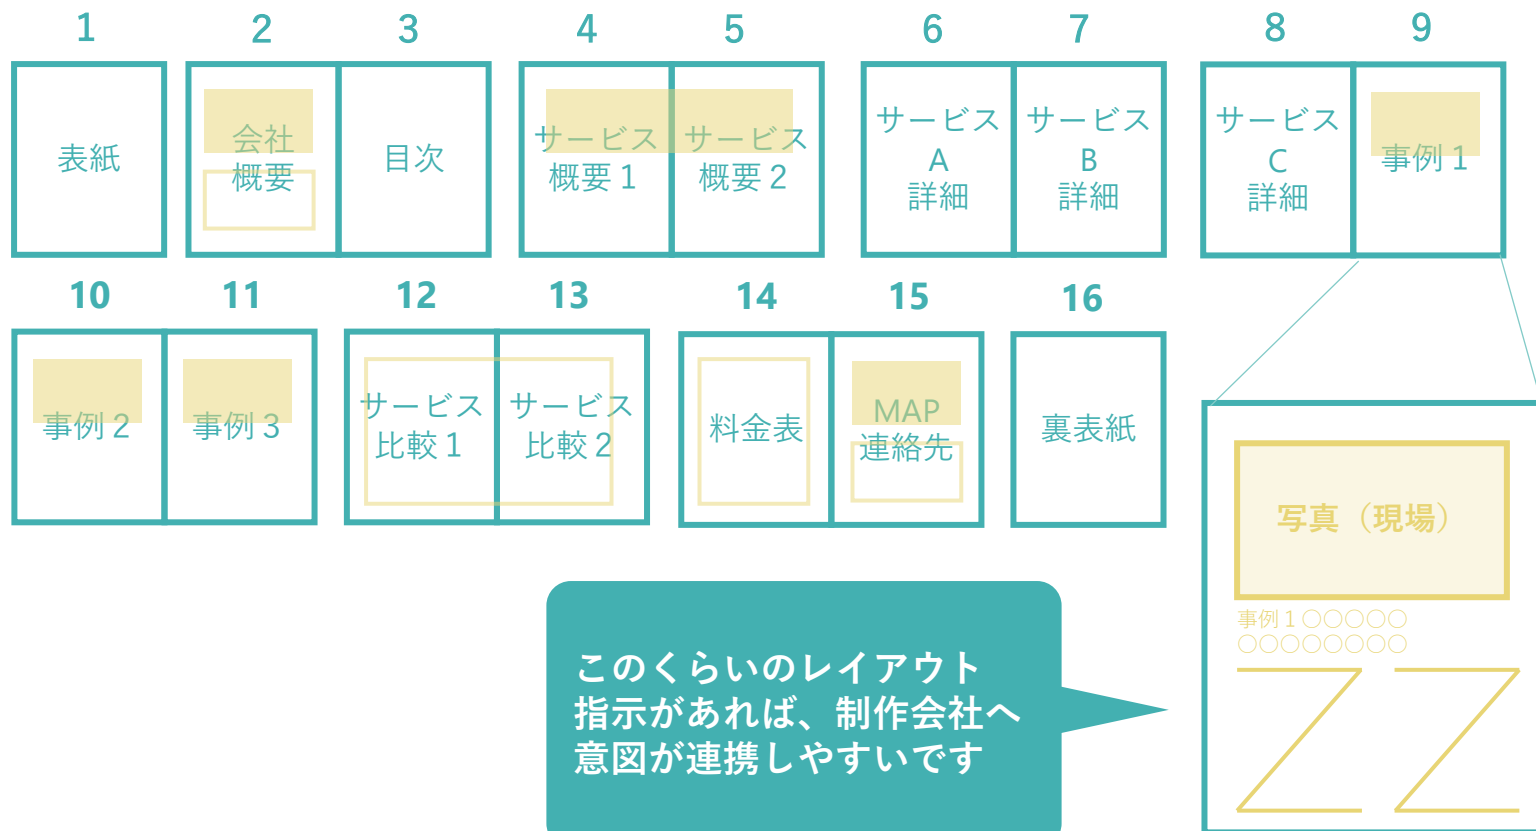 1
2
3
4
5
6
7
8
9
表紙
会社
概要
目次
サービス
概要１
サービス
概要２
サービス
A
詳細
サービス
B
詳細
サービス
C
詳細
事例１
10
11
12
13
14
15
16
事例２
事例３
サービス
比較１
サービス
比較２
料金表
MAP
連絡先
裏表紙
写真（現場）
事例１○○○○○
○○○○○○○○
このくらいのレイアウト
指示があれば、制作会社へ
意図が連携しやすいです